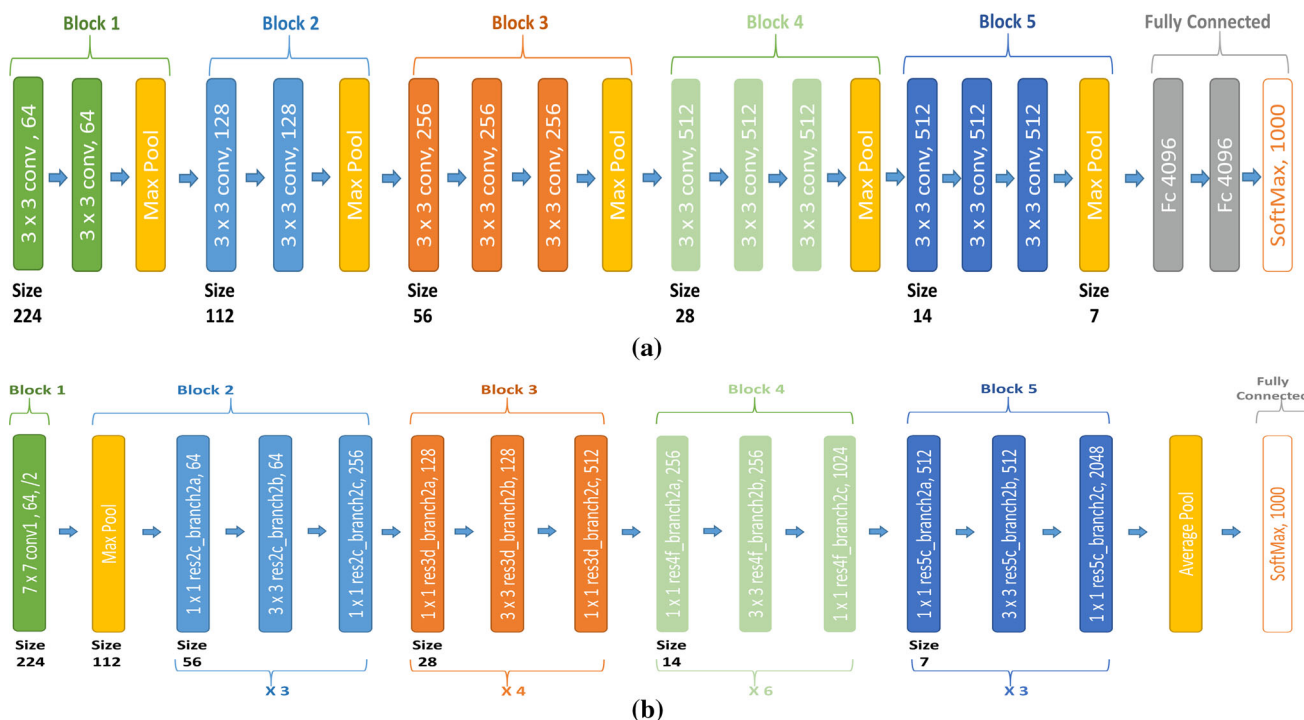 Block 1 Block 2 Block 3 Block 4 Block 5 Fully Connected
3 x 3 conv , 64
3 x 3 conv, 64
Max Pool
3 x 3 conv, 128
3 x 3 conv, 128
Max Pool
3 x 3 conv, 256
3 x 3 conv, 256
3 x 3 conv, 256
Max Pool
3 x 3 conv, 512
3 x 3 conv, 512
3 x 3 conv, 512
Max Pool
3 x 3 conv, 512
3 x 3 conv, 512
3 x 3 conv, 512
Max Pool
Fc 4096
Fc 4096
SoftMax, 1000
Size Size Size Size Size Size
224 112 56 28 14 7
(a)
Block 1 Block 2 Block 3 Block 4 Block 5 Fully
Connected
7 x 7 conv1 , 64, /2
Max Pool
1 x 1 res2c_branch2a, 64
3 x 3 res2c_branch2b, 64
1 x 1 res2c_branch2c, 256
1 x 1 res3d_branch2a, 128
3 x 3 res3d_branch2b, 128
1 x 1 res3d_branch2c, 512
1 x 1 res4f_branch2a, 256
3 x 3 res4f_branch2b, 256
1 x 1 res4f_branch2c, 1024
1 x 1 res5c_branch2a, 512
3 x 3 res5c_branch2b, 512
1 x 1 res5c_branch2c, 2048
Average Pool
SoftMax, 1000
Size Size Size Size Size Size
224 112 56 28 14 7
X 3 X 4 X 6 X 3
(b)